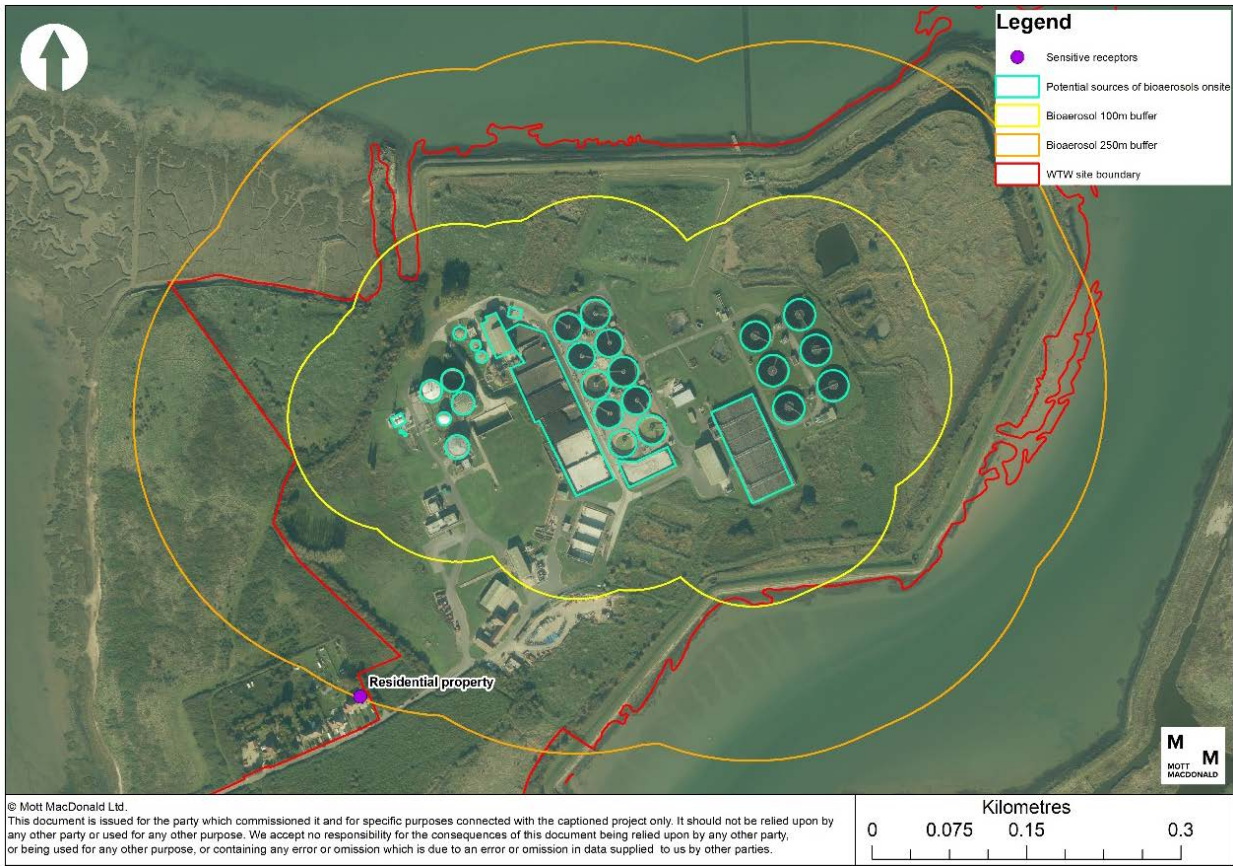 Legend
Sensitive receptors
Potential sources of bioaerosols onsite
Bioaerosol 100m buffer
Bioaerosol 250m buffer
WTW site boundary
Residential property
M
M
MOTT
MACDONALD
© Mott MacDonald Ltd.
This document is issued for the party which commissioned it and for specific purposes connected with the captioned project only. It should not be relied upon by
any other party or used for any other purpose. We accept no responsibility for the consequences of this document being relied upon by any other party,
or being used for any other purpose, or containing any error or omission which is due to an error or omission in data supplied to us by other parties.
Kilometres
0 0.075 0.15 0.3